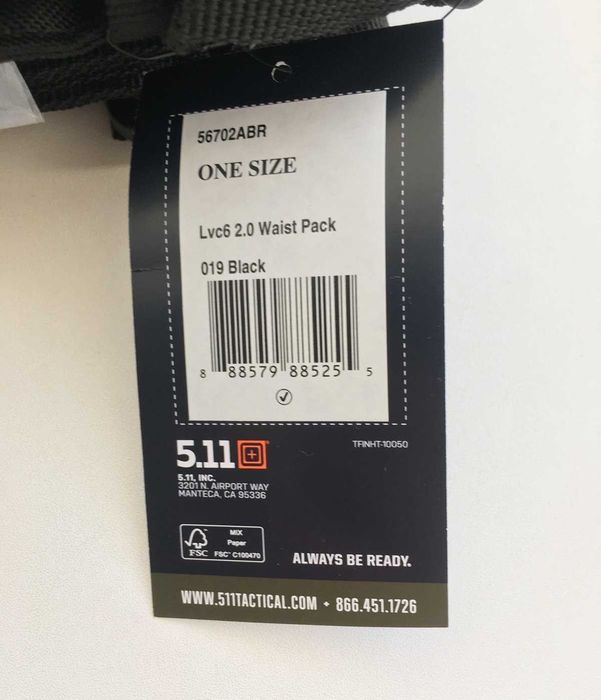 56702ABR
ONE SIZE
Lvc6 2.0 Waist Pack
019 Black
8 88579 88525 5
5.11
TFINHT-10050
5.11, INC.
3201 N. AIRPORT WAY
MANTECA, CA 95336
FSC
MIX
Paper
FSC™ C100470
ALWAYS BE READY.
WWW.511TACTICAL.COM • 866.451.1726